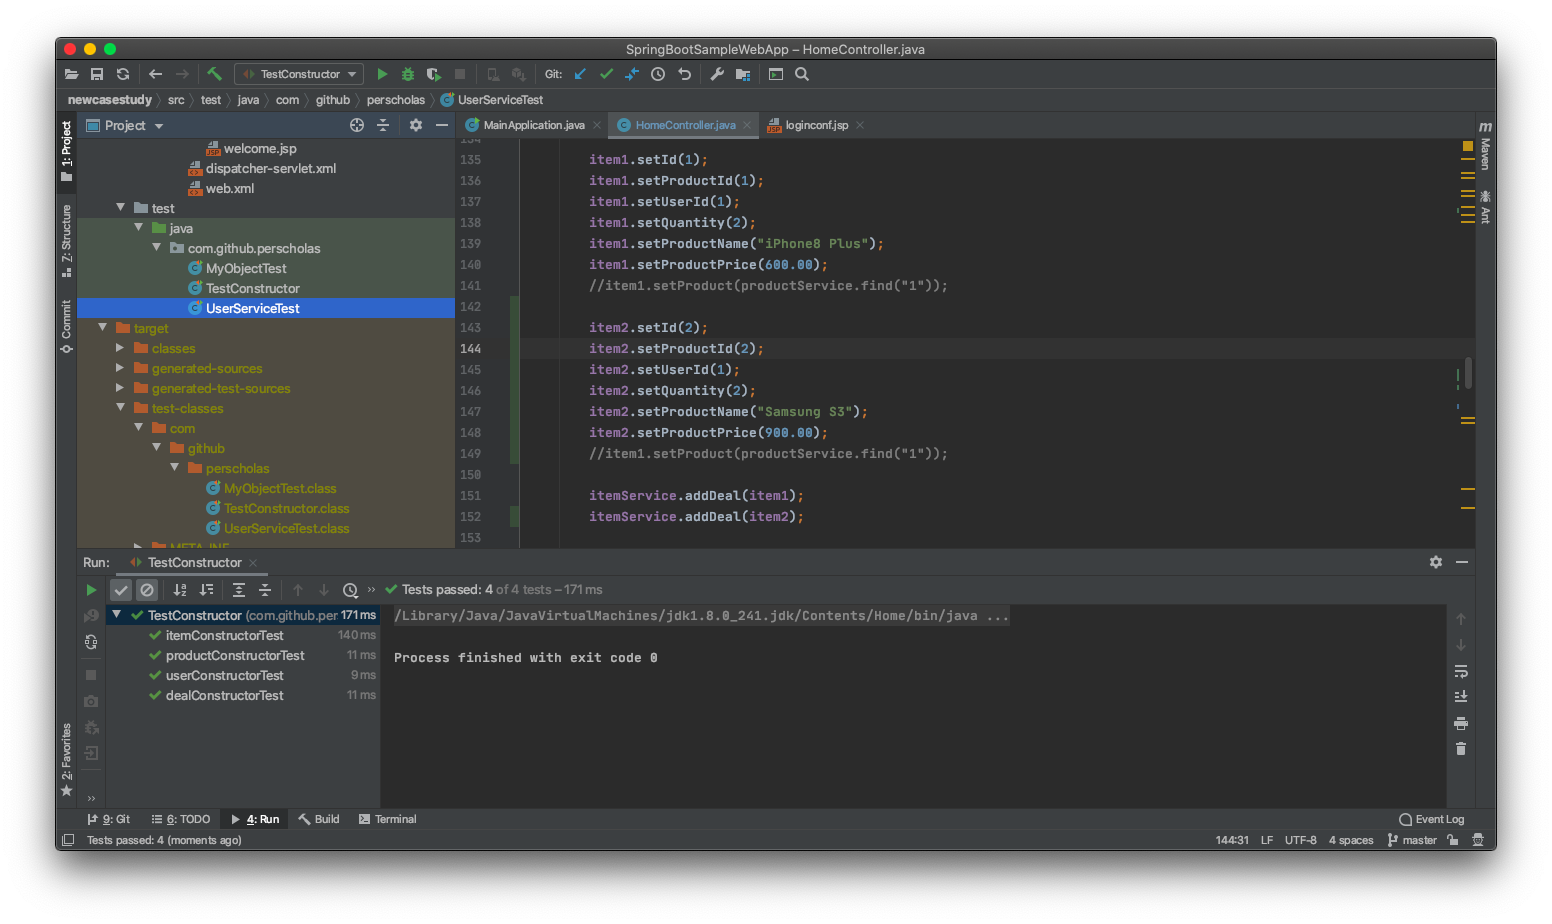 SpringBootSampleWebApp – HomeController.java
TestConstructor
Git:
newcasestudy
src
test
java
com
github
perscholas
UserServiceTest
1: Project
Z: Structure
Commit
2: Favorites
Project
welcome.jsp
dispatcher-servlet.xml
web.xml
test
java
com.github.perscholas
MyObjectTest
TestConstructor
UserServiceTest
target
classes
generated-sources
generated-test-sources
test-classes
com
github
perscholas
MyObjectTest.class
TestConstructor.class
UserServiceTest.class
META-INF
MainApplication.java
HomeController.java
loginconf.jsp
134
135 item1.setId(1);
136 item1.setProductId(1);
137 item1.setUserId(1);
138 item1.setQuantity(2);
139 item1.setProductName("iPhone8 Plus");
140 item1.setProductPrice(600.00);
141 //item1.setProduct(productService.find("1"));
142
143 item2.setId(2);
144 item2.setProductId(2);
145 item2.setUserId(1);
146 item2.setQuantity(2);
147 item2.setProductName("Samsung S3");
148 item2.setProductPrice(900.00);
149 //item1.setProduct(productService.find("1"));
150
151 itemService.addDeal(item1);
152 itemService.addDeal(item2);
153
m Maven
Ant
Run: TestConstructor
Tests passed: 4 of 4 tests – 171 ms
TestConstructor (com.github.per 171 ms
itemConstructorTest 140 ms
productConstructorTest 11 ms
userConstructorTest 9 ms
dealConstructorTest 11 ms
/Library/Java/JavaVirtualMachines/jdk1.8.0_241.jdk/Contents/Home/bin/java ...
Process finished with exit code 0
9: Git
6: TODO
4: Run
Build
Terminal
Event Log
Tests passed: 4 (moments ago)
144:31 LF UTF-8 4 spaces master